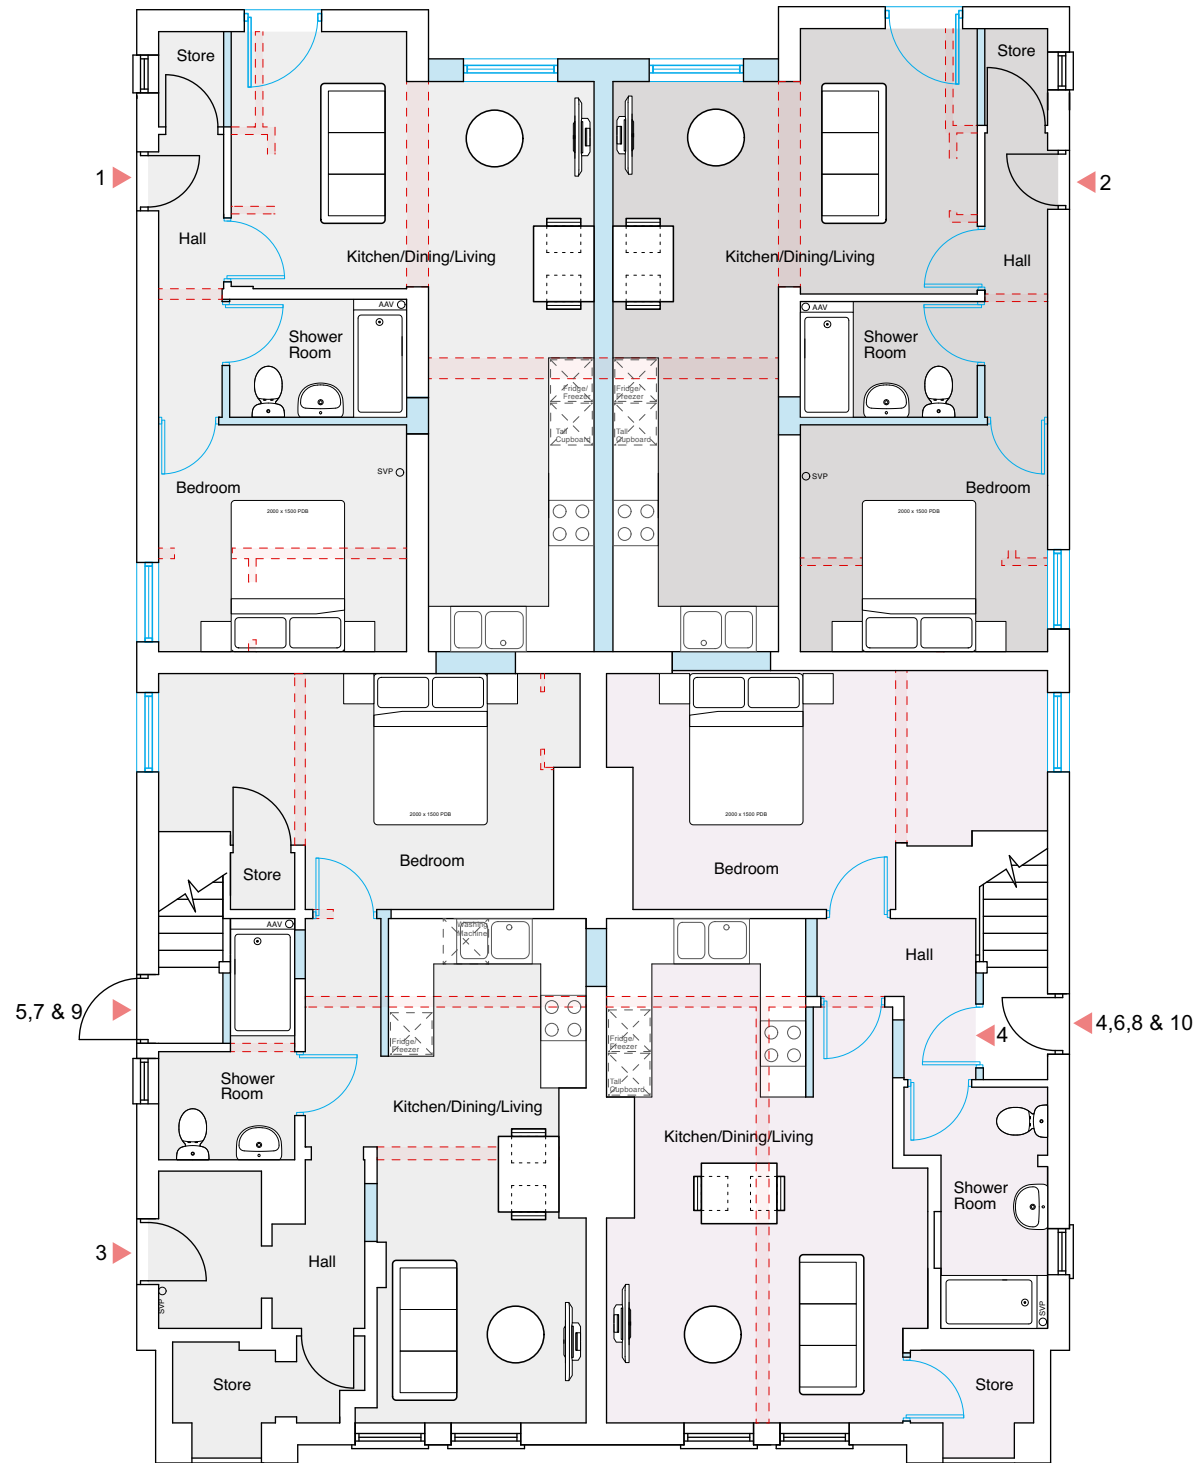 Store
Store
1
2
Hall
Kitchen/Dining/Living
Kitchen/Dining/Living
Hall
AAV
AAV
Shower
Room
Shower
Room
Fridge/
Freezer
Fridge/
Freezer
Tall
Cupboard
Tall
Cupboard
SVP
SVP
Bedroom
Bedroom
2000 x 1500 PDB
2000 x 1500 PDB
2000 x 1500 PDB
2000 x 1500 PDB
Bedroom
Bedroom
Store
AAV
Washing
Machine
Hall
5,7 & 9
4
4,6,8 & 10
Fridge/
Freezer
Fridge/
Freezer
Tall
Cupboard
Shower
Room
Kitchen/Dining/Living
Kitchen/Dining/Living
Shower
Room
3
Hall
SVP
SVP
Store
Store